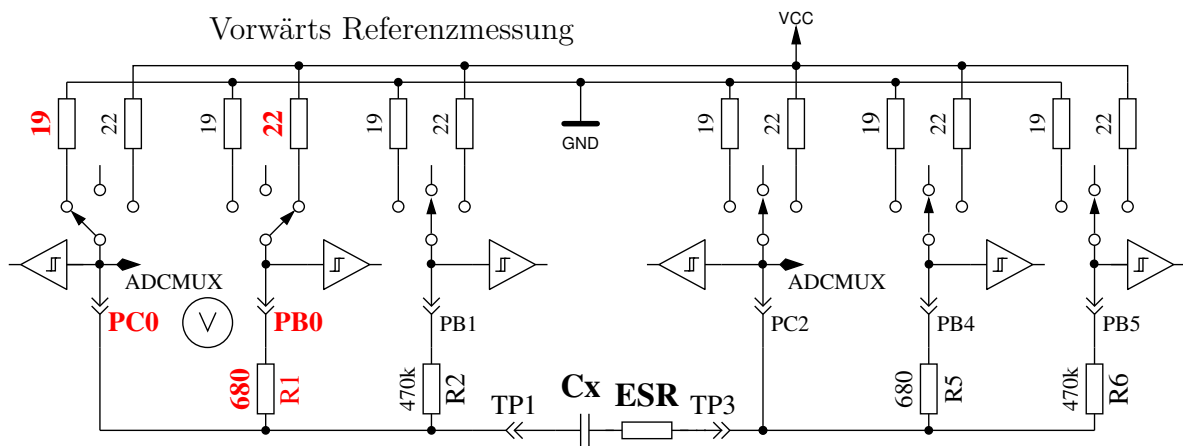 Vorwärts Referenzmessung
VCC
GND
19
22
19
22
19
22
19
22
19
22
19
22
ADCMUX
ADCMUX
PC0
V
PB0
PB1
PC2
PB4
PB5
680
R1
470k
R2
680
R5
470k
R6
TP1
Cx
ESR
TP3